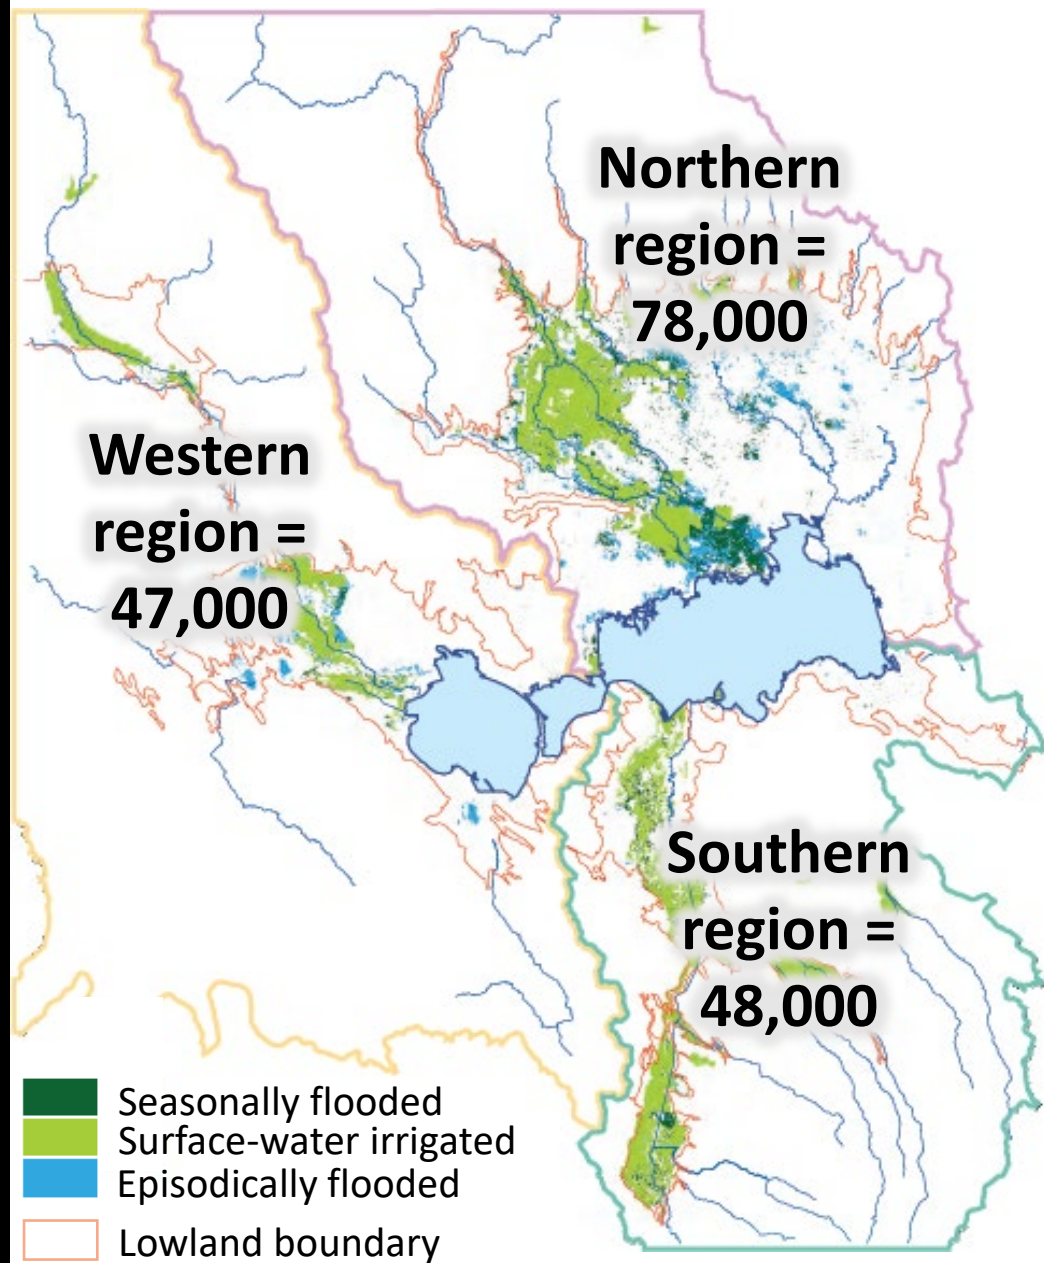 Northern
region =
78,000
Western
region =
47,000
Southern
region =
48,000
Seasonally flooded
Surface-water irrigated
Episodically flooded
Lowland boundary